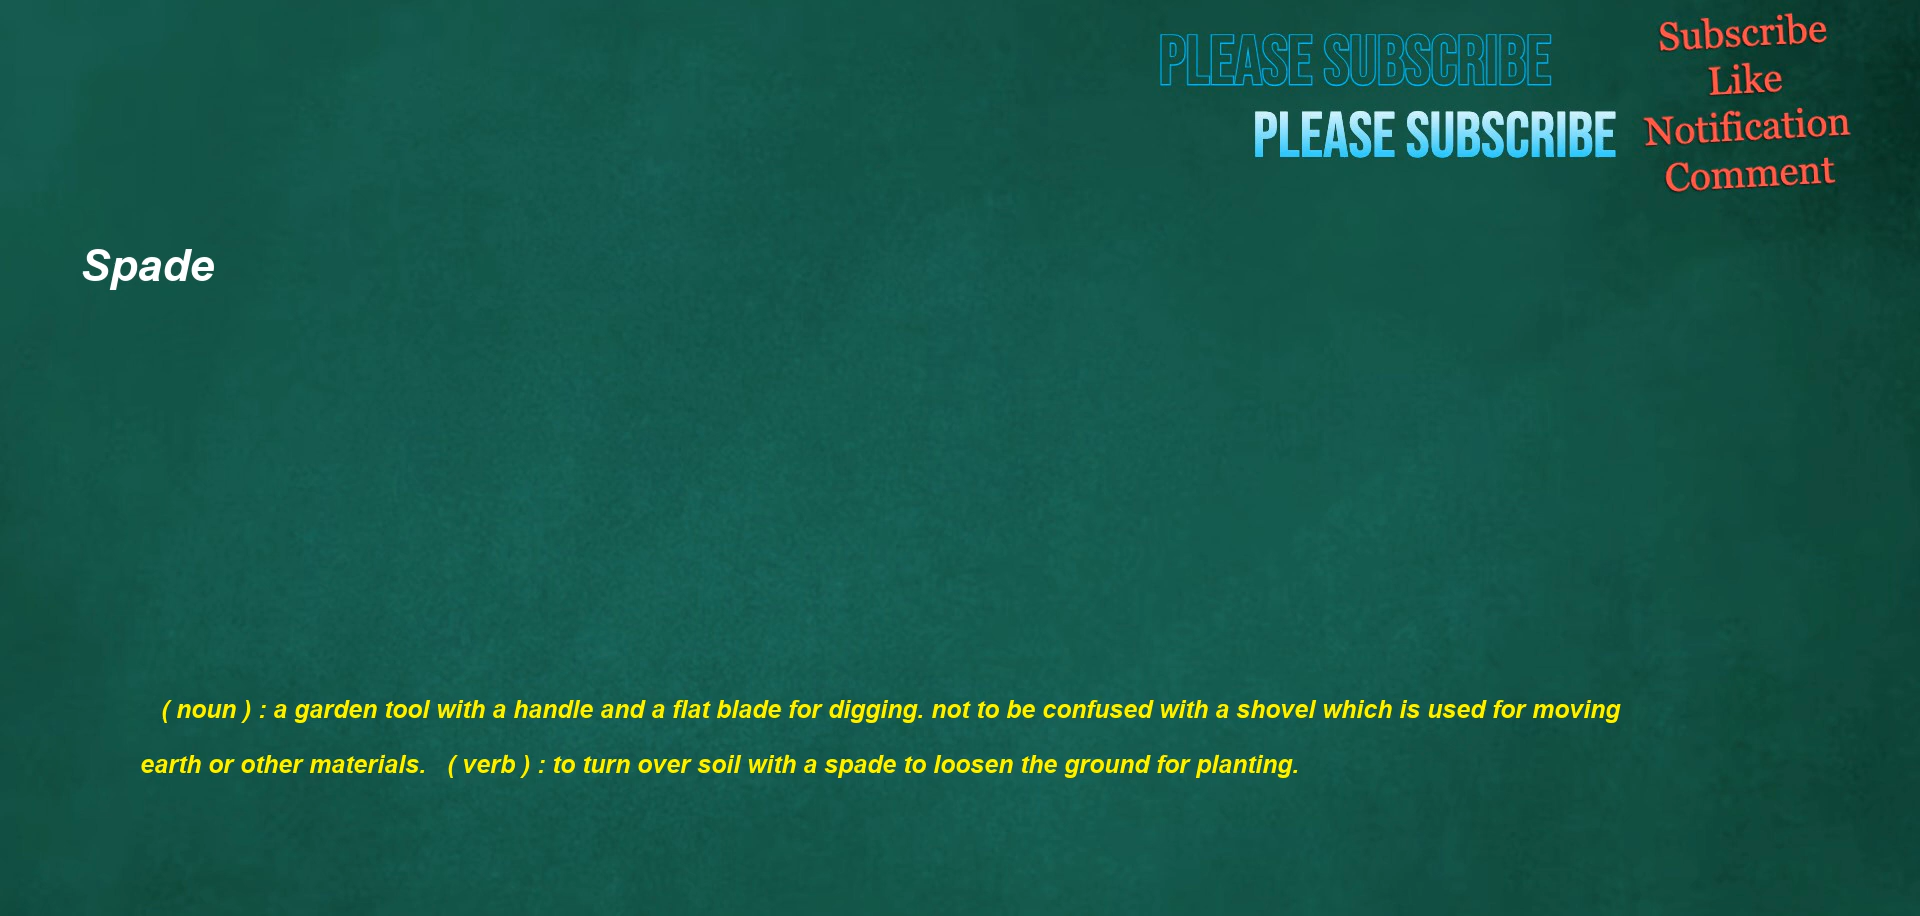 PLEASE SUBSCRIBE
PLEASE SUBSCRIBE
Subscribe
Like
Notification
Comment
Spade
( noun ) : a garden tool with a handle and a flat blade for digging. not to be confused with a shovel which is used for moving
earth or other materials. ( verb ) : to turn over soil with a spade to loosen the ground for planting.